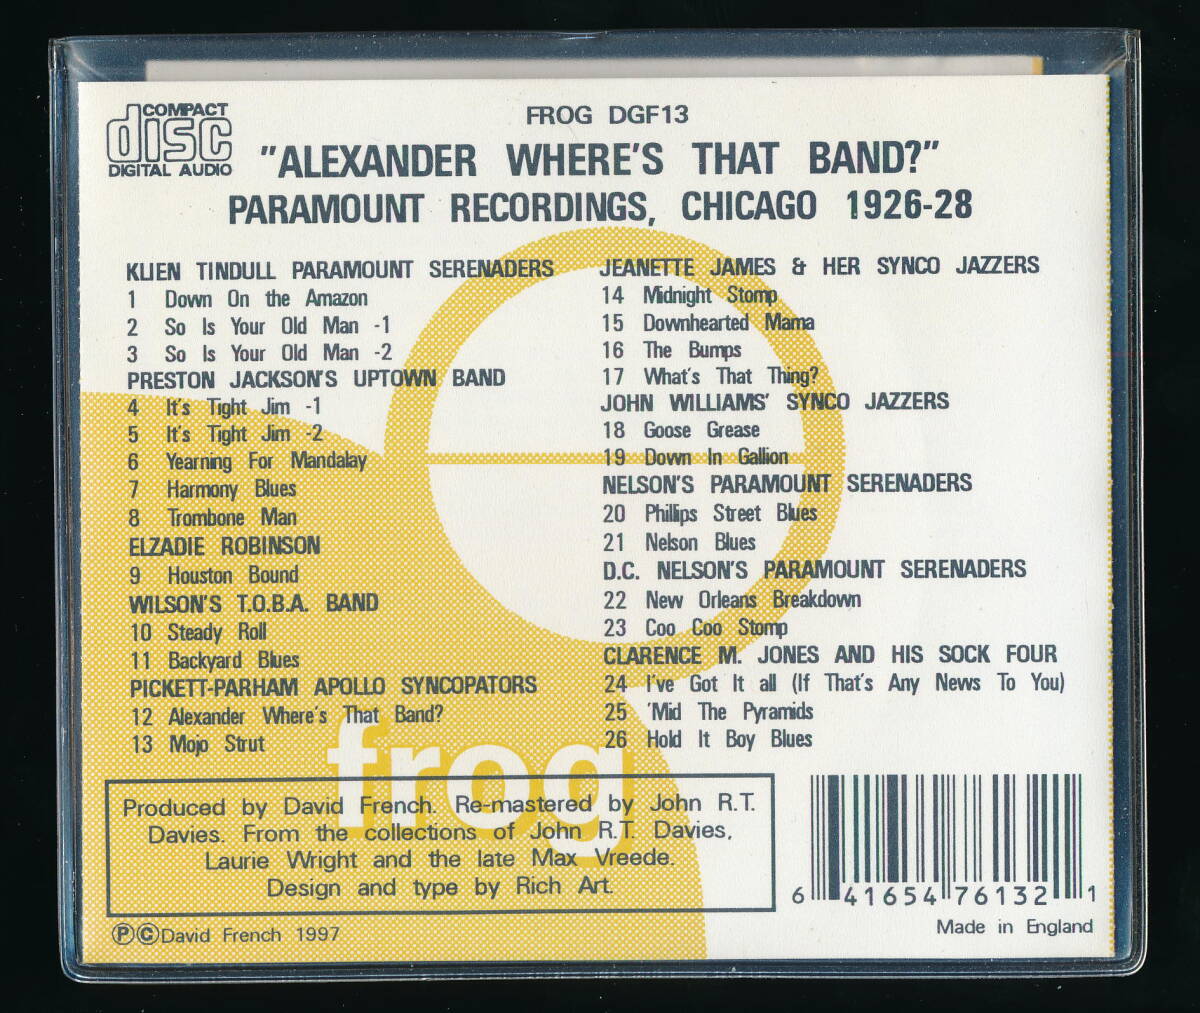 COMPACT
disc
DIGITAL AUDIO
FROG DGF13
"ALEXANDER WHERE'S THAT BAND?"
PARAMOUNT RECORDINGS, CHICAGO 1926-28
KLIEN TINDULL PARAMOUNT SERENADERS
1 Down On the Amazon
2 So Is Your Old Man -1
3 So Is Your Old Man -2
PRESTON JACKSON'S UPTOWN BAND
4 It's Tight Jim -1
5 It's Tight Jim -2
6 Yearning For Mandalay
7 Harmony Blues
8 Trombone Man
ELZADIE ROBINSON
9 Houston Bound
WILSON'S T.O.B.A. BAND
10 Steady Roll
11 Backyard Blues
PICKETT-PARHAM APOLLO SYNCOPATORS
12 Alexander Where's That Band?
13 Mojo Strut
JEANETTE JAMES & HER SYNCO JAZZERS
14 Midnight Stomp
15 Downhearted Mama
16 The Bumps
17 What's That Thing?
JOHN WILLIAMS' SYNCO JAZZERS
18 Goose Grease
19 Down In Gallion
NELSON'S PARAMOUNT SERENADERS
20 Phillips Street Blues
21 Nelson Blues
D.C. NELSON'S PARAMOUNT SERENADERS
22 New Orleans Breakdown
23 Coo Coo Stomp
CLARENCE M. JONES AND HIS SOCK FOUR
24 I've Got It all (If That's Any News To You)
25 'Mid The Pyramids
26 Hold It Boy Blues
frog
Produced by David French. Re-mastered by John R.T.
Davies. From the collections of John R.T. Davies,
Laurie Wright and the late Max Vreede.
Design and type by Rich Art.
6 41654 76132 1
ⓅⒸDavid French 1997
Made in England